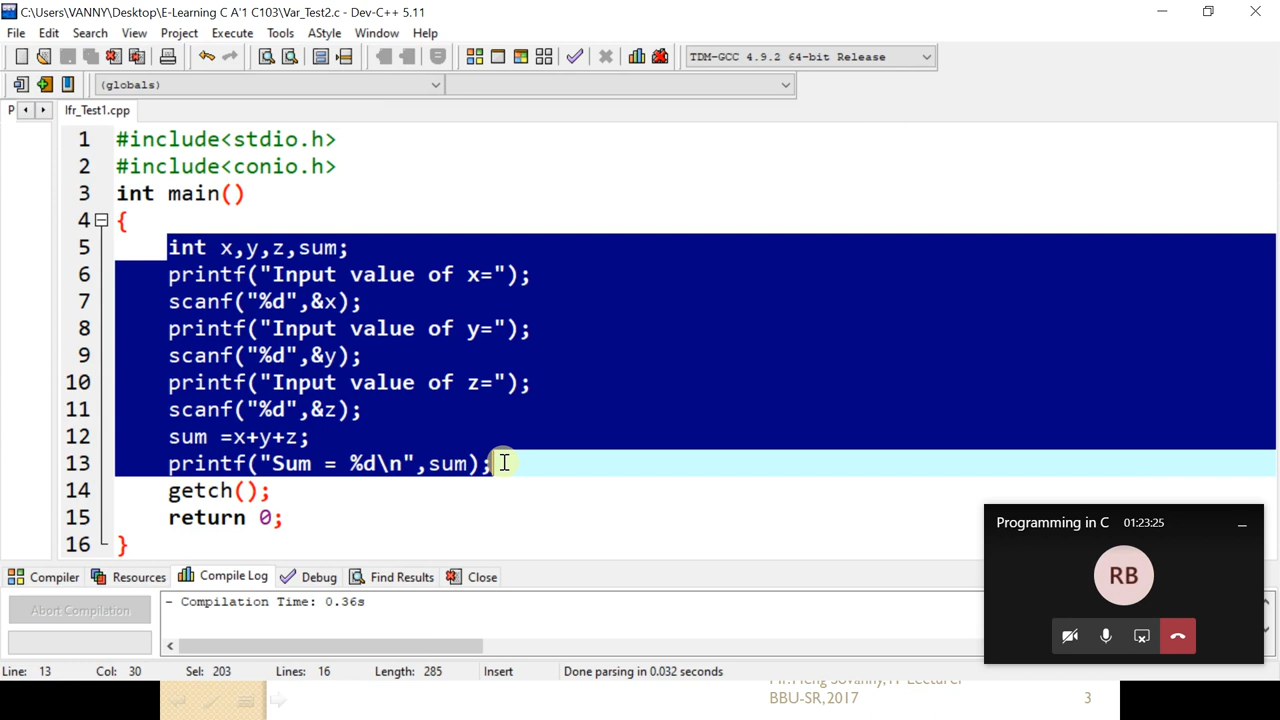 C:\Users\VANNY\Desktop\E-Learning C A'1 C103\Var_Test2.c - Dev-C++ 5.11
File Edit Search View Project Execute Tools AStyle Window Help
TDM-GCC 4.9.2 64-bit Release
(globals)
P lfr_Test1.cpp
1 #include<stdio.h>
2 #include<conio.h>
3 int main()
4 {
5 int x,y,z,sum;
6 printf("Input value of x=");
7 scanf("%d",&x);
8 printf("Input value of y=");
9 scanf("%d",&y);
10 printf("Input value of z=");
11 scanf("%d",&z);
12 sum =x+y+z;
13 printf("Sum = %d\n",sum);
14 getch();
15 return 0;
16 }
Programming in C 01:23:25
RB
Compiler Resources Compile Log Debug Find Results Close
Abort Compilation
- Compilation Time: 0.36s
Line: 13 Col: 30 Sel: 203 Lines: 16 Length: 285 Insert Done parsing in 0.032 seconds
BBU-SR,2017 3